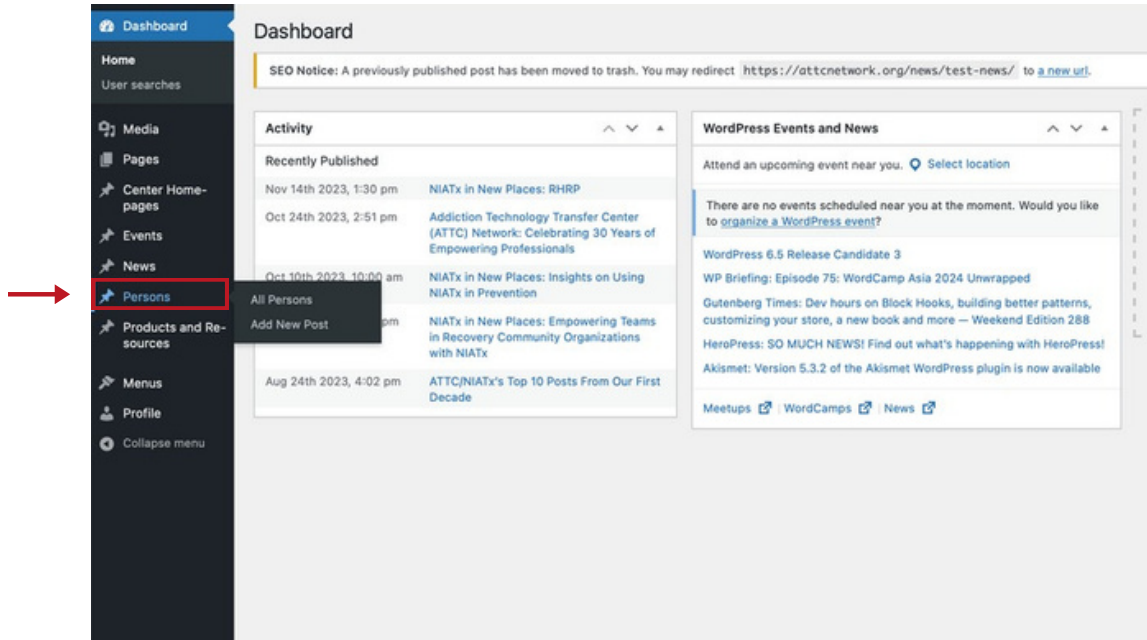 Dashboard
Home
User searches
Media
Pages
Center Home-
pages
Events
News
Persons
All Persons
Add New Post
Products and Re-
sources
Menus
Profile
Collapse menu
Dashboard
SEO Notice: A previously published post has been moved to trash. You may redirect https://attcnetwork.org/news/test-news/ to a new url.
Activity
Recently Published
Nov 14th 2023, 1:30 pm NIATx in New Places: RHRP
Oct 24th 2023, 2:51 pm Addiction Technology Transfer Center
(ATTC) Network: Celebrating 30 Years of
Empowering Professionals
Oct 10th 2023, 10:00 am NIATx in New Places: Insights on Using
NIATx in Prevention
pm NIATx in New Places: Empowering Teams
in Recovery Community Organizations
with NIATx
Aug 24th 2023, 4:02 pm ATTC/NIATx's Top 10 Posts From Our First
Decade
WordPress Events and News
Attend an upcoming event near you. Select location
There are no events scheduled near you at the moment. Would you like
to organize a WordPress event?
WordPress 6.5 Release Candidate 3
WP Briefing: Episode 75: WordCamp Asia 2024 Unwrapped
Gutenberg Times: Dev hours on Block Hooks, building better patterns,
customizing your store, a new book and more — Weekend Edition 288
HeroPress: SO MUCH NEWS! Find out what's happening with HeroPress!
Akismet: Version 5.3.2 of the Akismet WordPress plugin is now available
Meetups | WordCamps | News